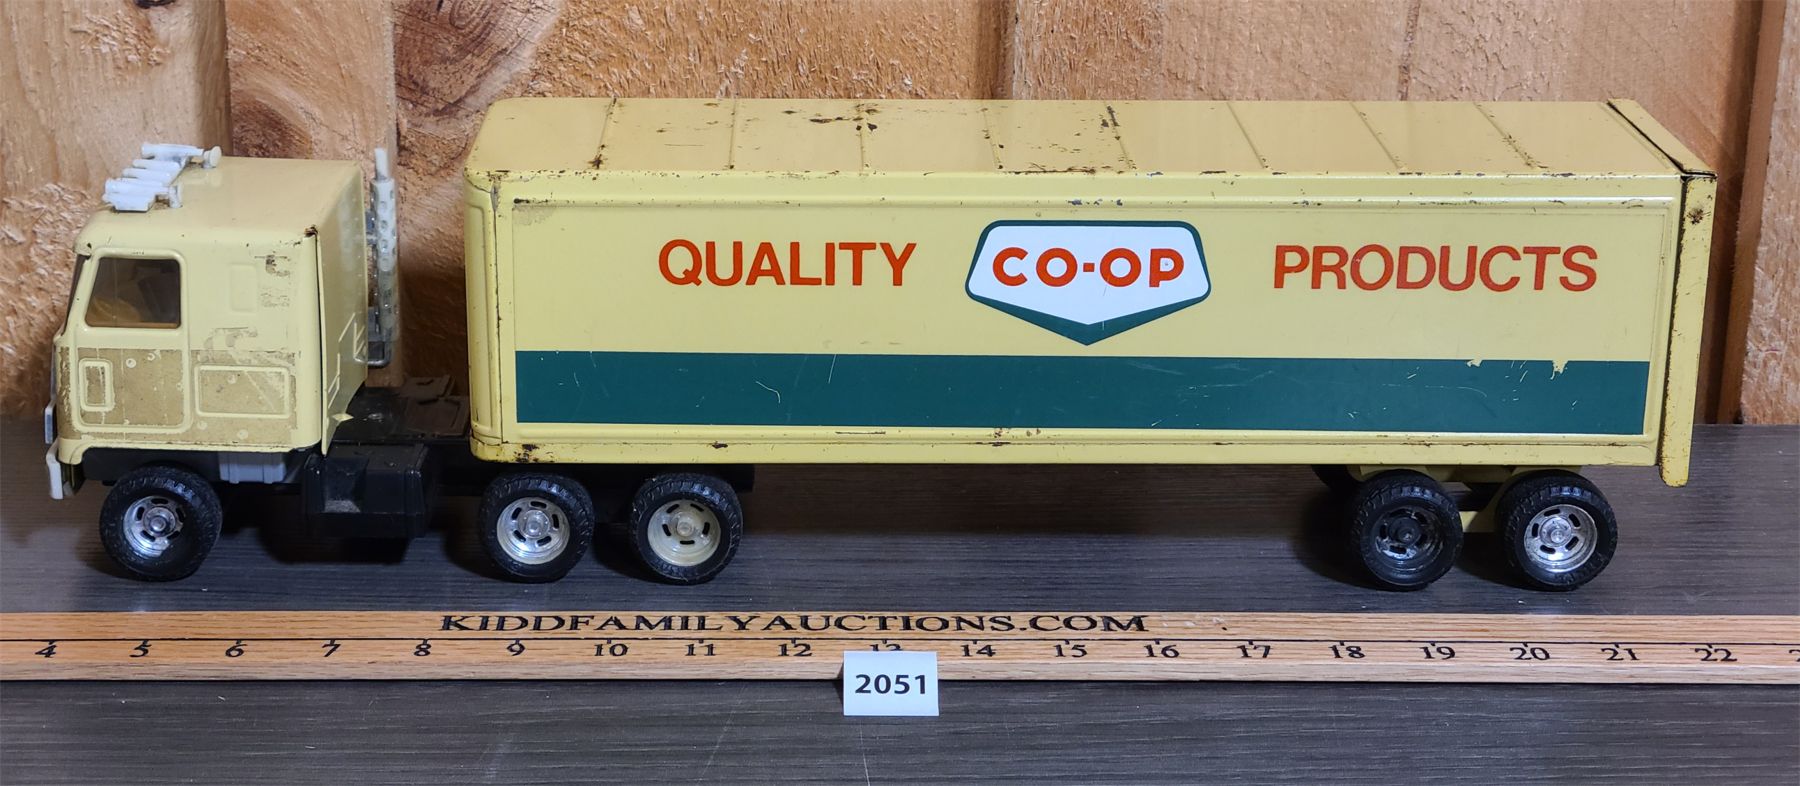 QUALITY CO-OP PRODUCTS
KIDDFAMILYAUCTIONS.COM
4 5 6 7 8 9 10 11 12 13 14 15 16 17 18 19 20 21 22
2051